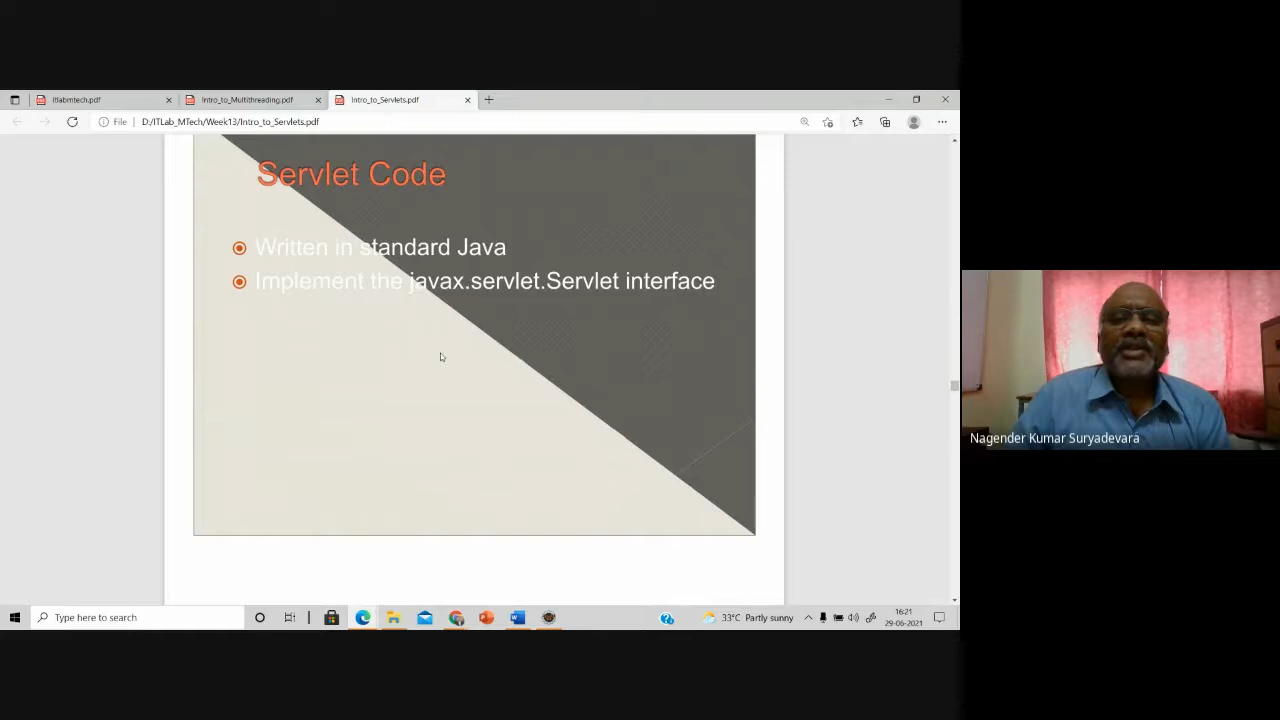 itlabmtech.pdf
Intro_to_Multithreading.pdf
Intro_to_Servlets.pdf
File
D:/ITLab_MTech/Week13/Intro_to_Servlets.pdf
Servlet Code
Written in standard Java
Implement the javax.servlet.Servlet interface
Nagender Kumar Suryadevara
Type here to search
33°C Partly sunny
16:21
29-06-2021